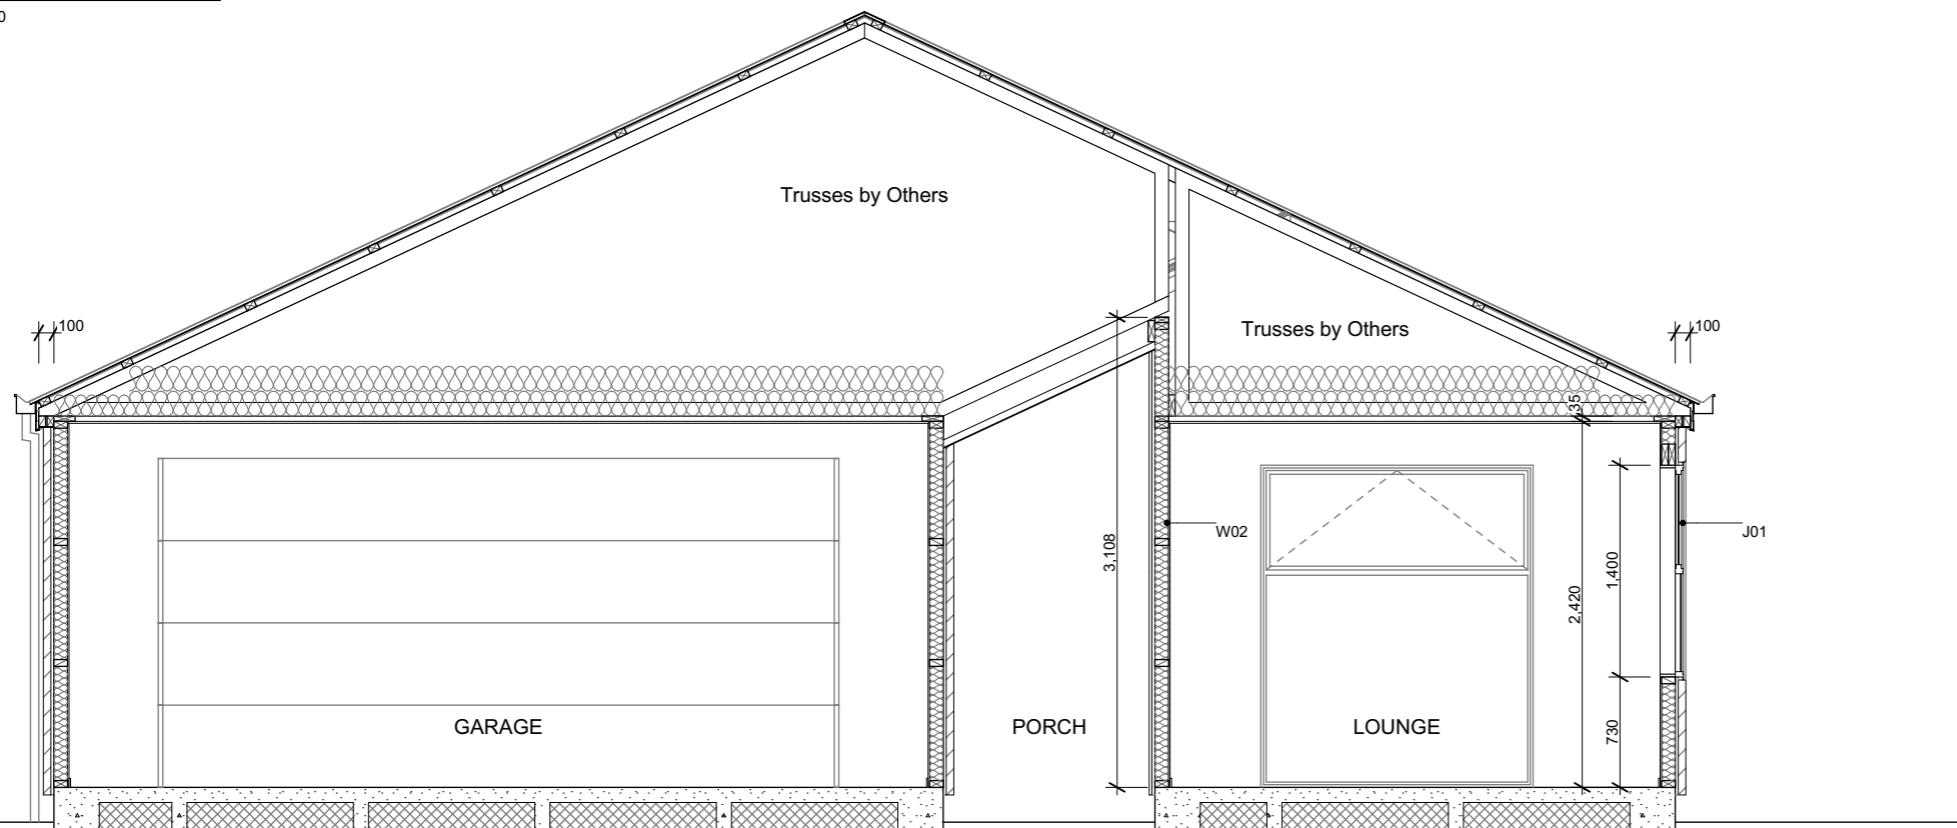 0
Trusses by Others
100
Trusses by Others
100
35
3,108
W02
J01
1,400
2,420
730
GARAGE
PORCH
LOUNGE